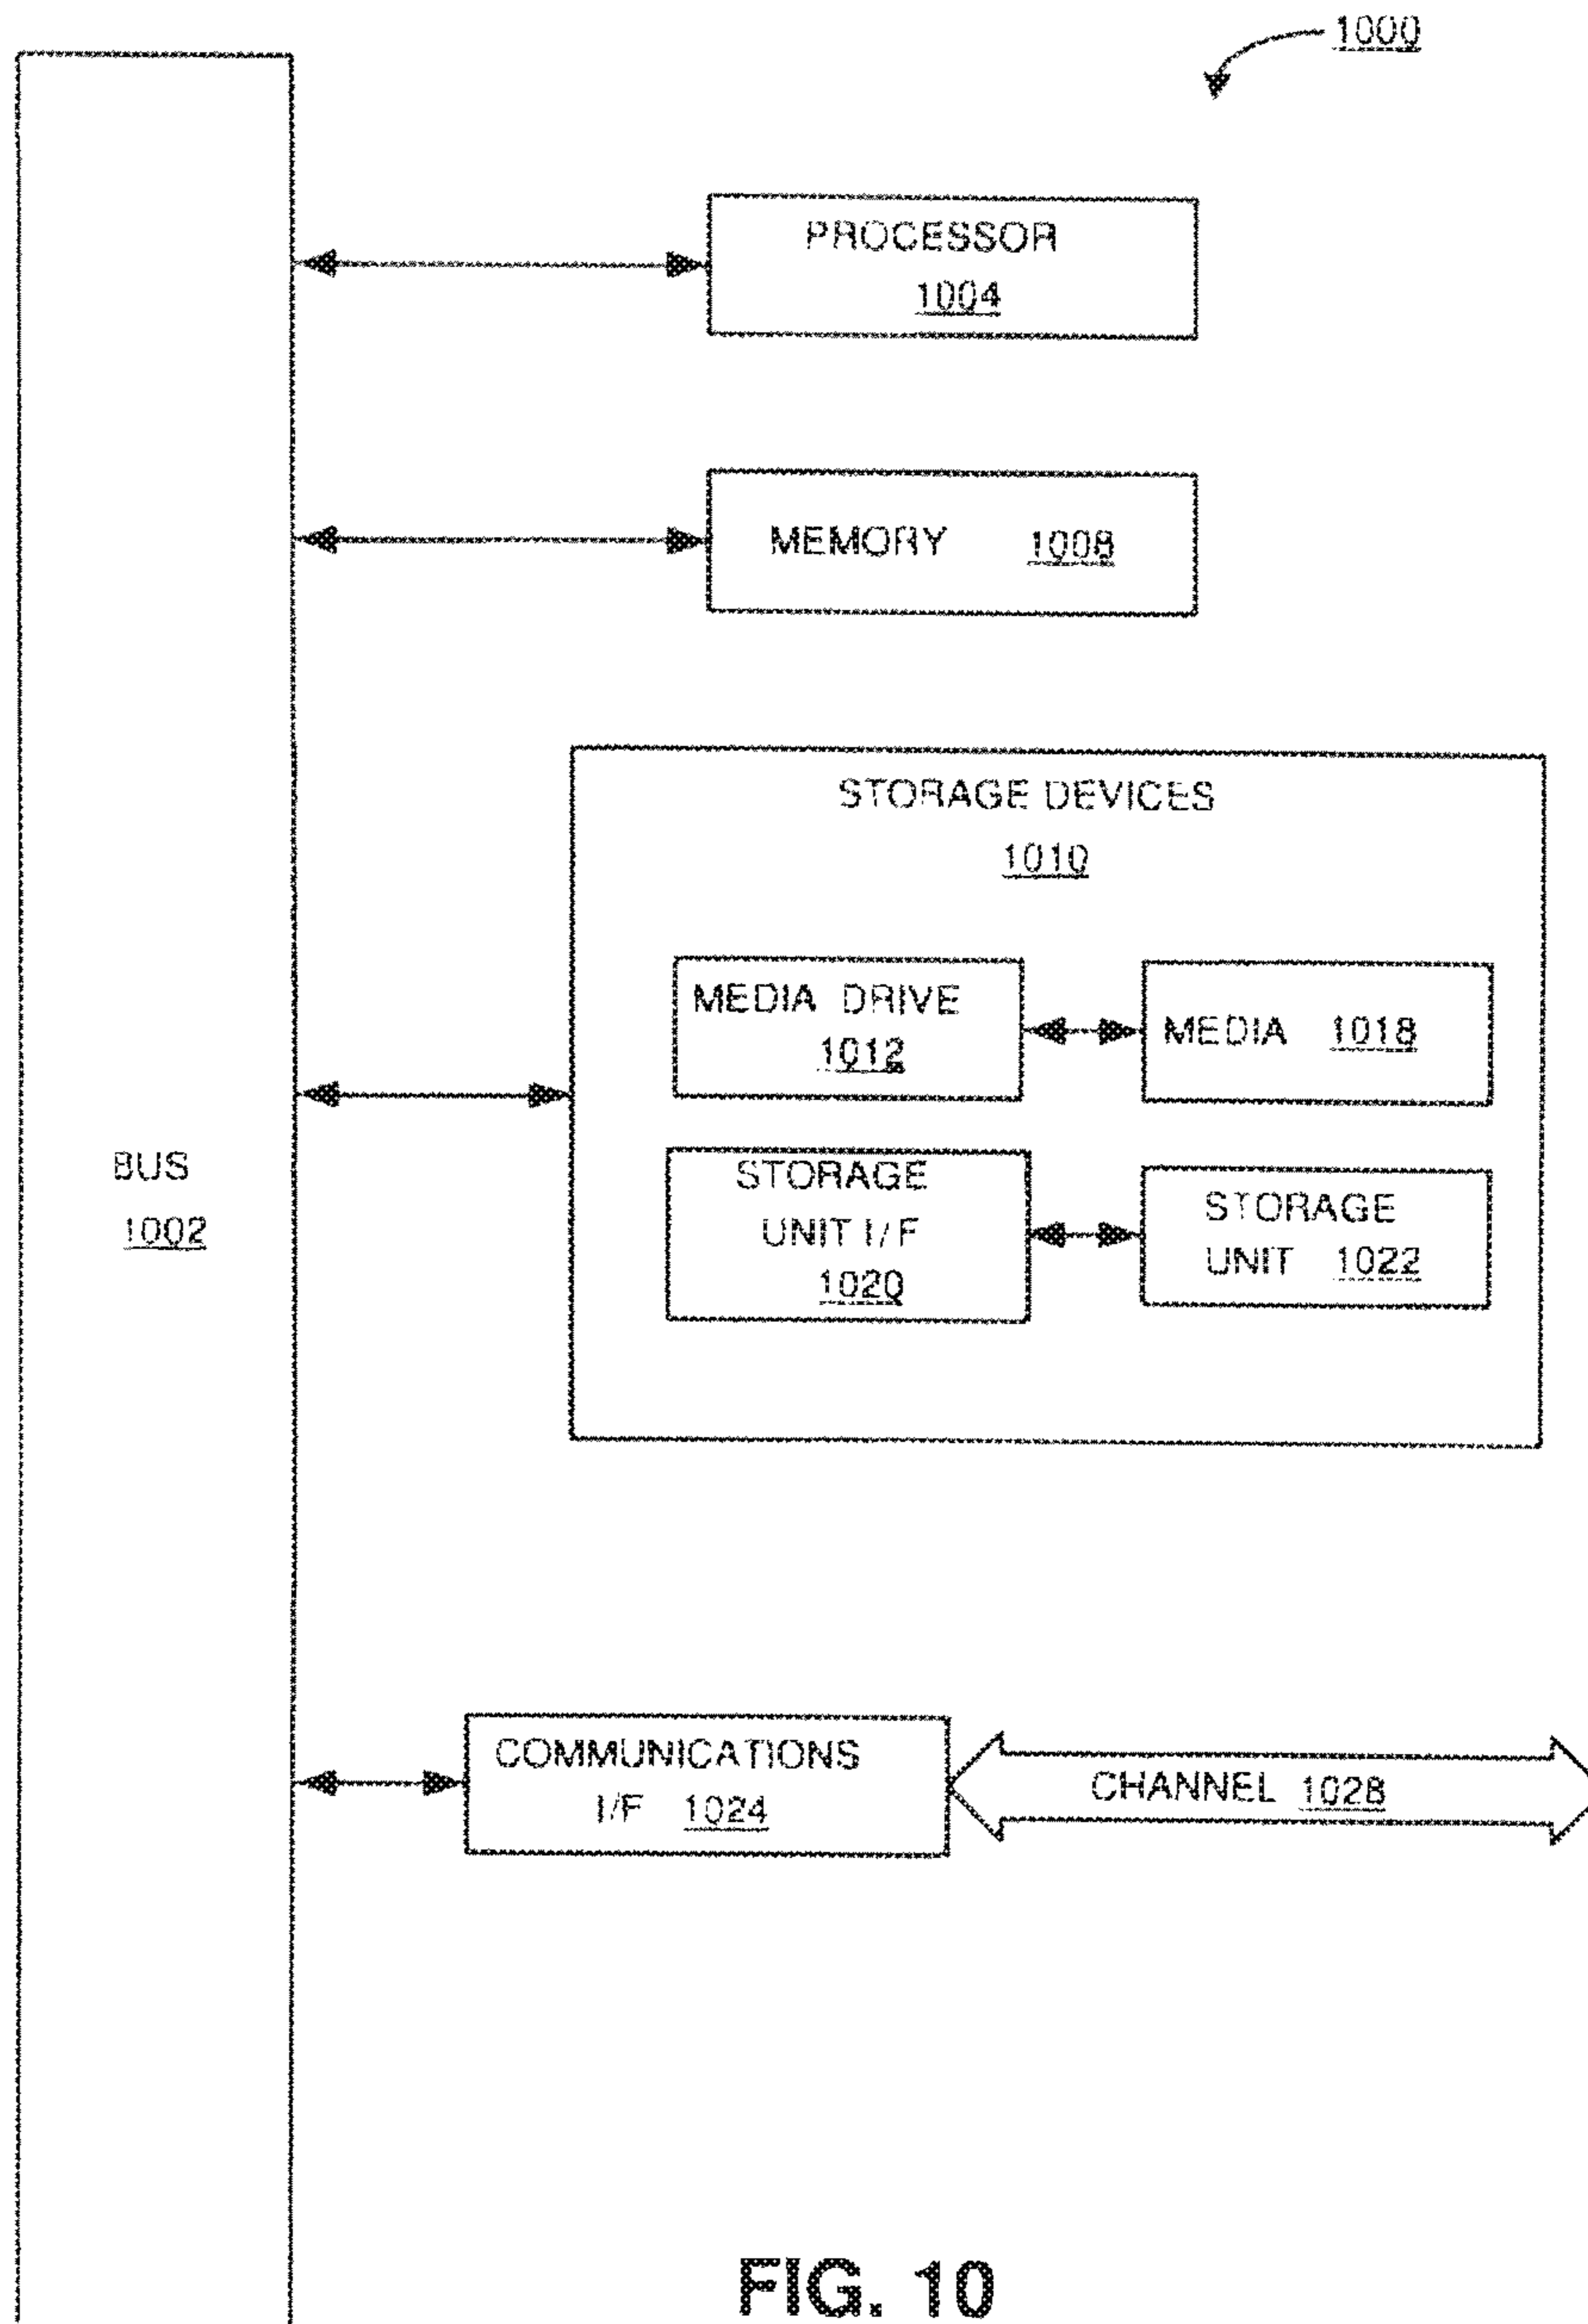 1000
PROCESSOR
1004
MEMORY 1008
STORAGE DEVICES
1010
MEDIA DRIVE
1012
MEDIA 1018
STORAGE
UNIT I/F
1020
STORAGE
UNIT 1022
BUS
1002
COMMUNICATIONS
I/F 1024
CHANNEL 1028
FIG. 10